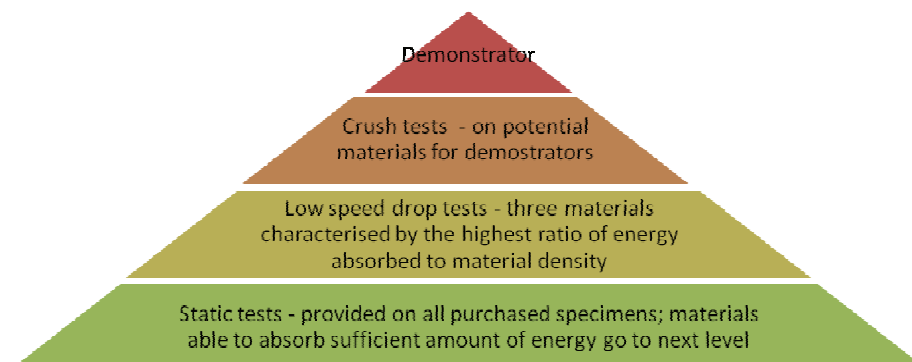 Demonstrator
Crush tests - on potential
materials for demostrators
Low speed drop tests - three materials
characterised by the highest ratio of energy
absorbed to material density
Static tests - provided on all purchased specimens; materials
able to absorb sufficient amount of energy go to next level